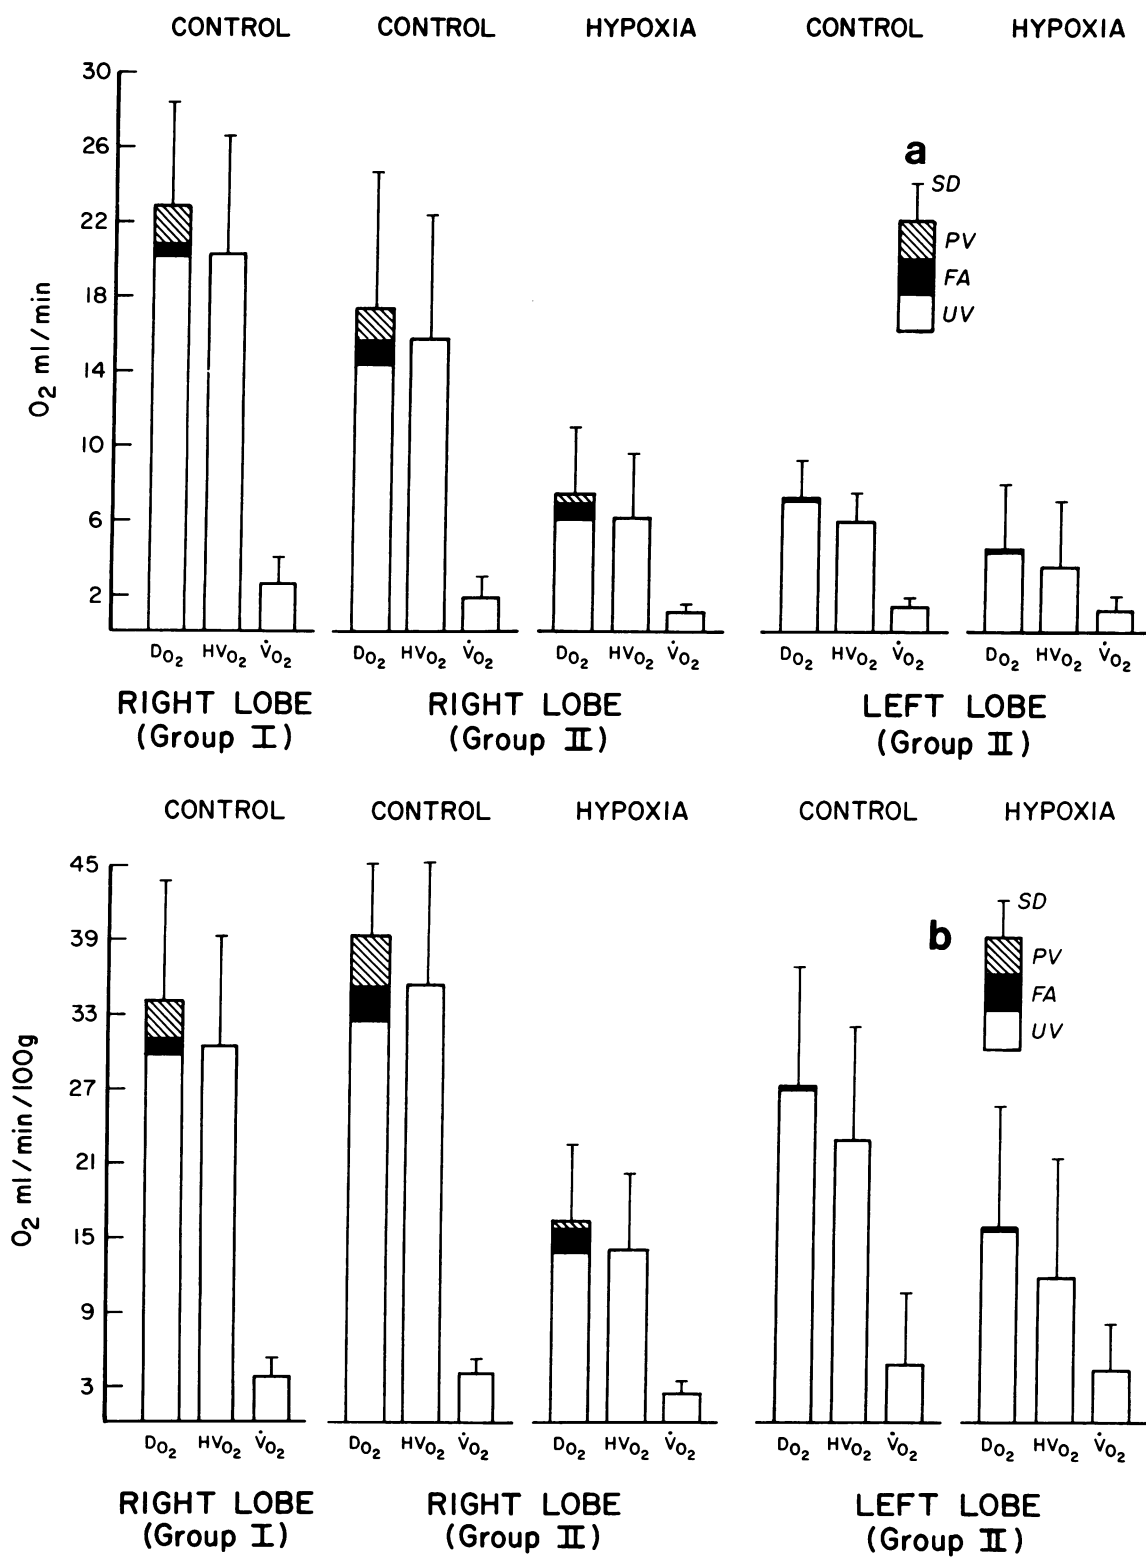 CONTROL CONTROL HYPOXIA CONTROL HYPOXIA
30
26
22
18
14
10
6
2
O2 ml/min
a
SD
PV
FA
UV
DO2 HVO2 V̇O2 DO2 HVO2 V̇O2 DO2 HVO2 V̇O2 DO2 HVO2 V̇O2 DO2 HVO2 V̇O2
RIGHT LOBE RIGHT LOBE LEFT LOBE
(Group I) (Group II) (Group II)
CONTROL CONTROL HYPOXIA CONTROL HYPOXIA
45
39
33
27
21
15
9
3
O2 ml/min/100g
b
SD
PV
FA
UV
DO2 HVO2 V̇O2 DO2 HVO2 V̇O2 DO2 HVO2 V̇O2 DO2 HVO2 V̇O2 DO2 HVO2 V̇O2
RIGHT LOBE RIGHT LOBE LEFT LOBE
(Group I) (Group II) (Group II)